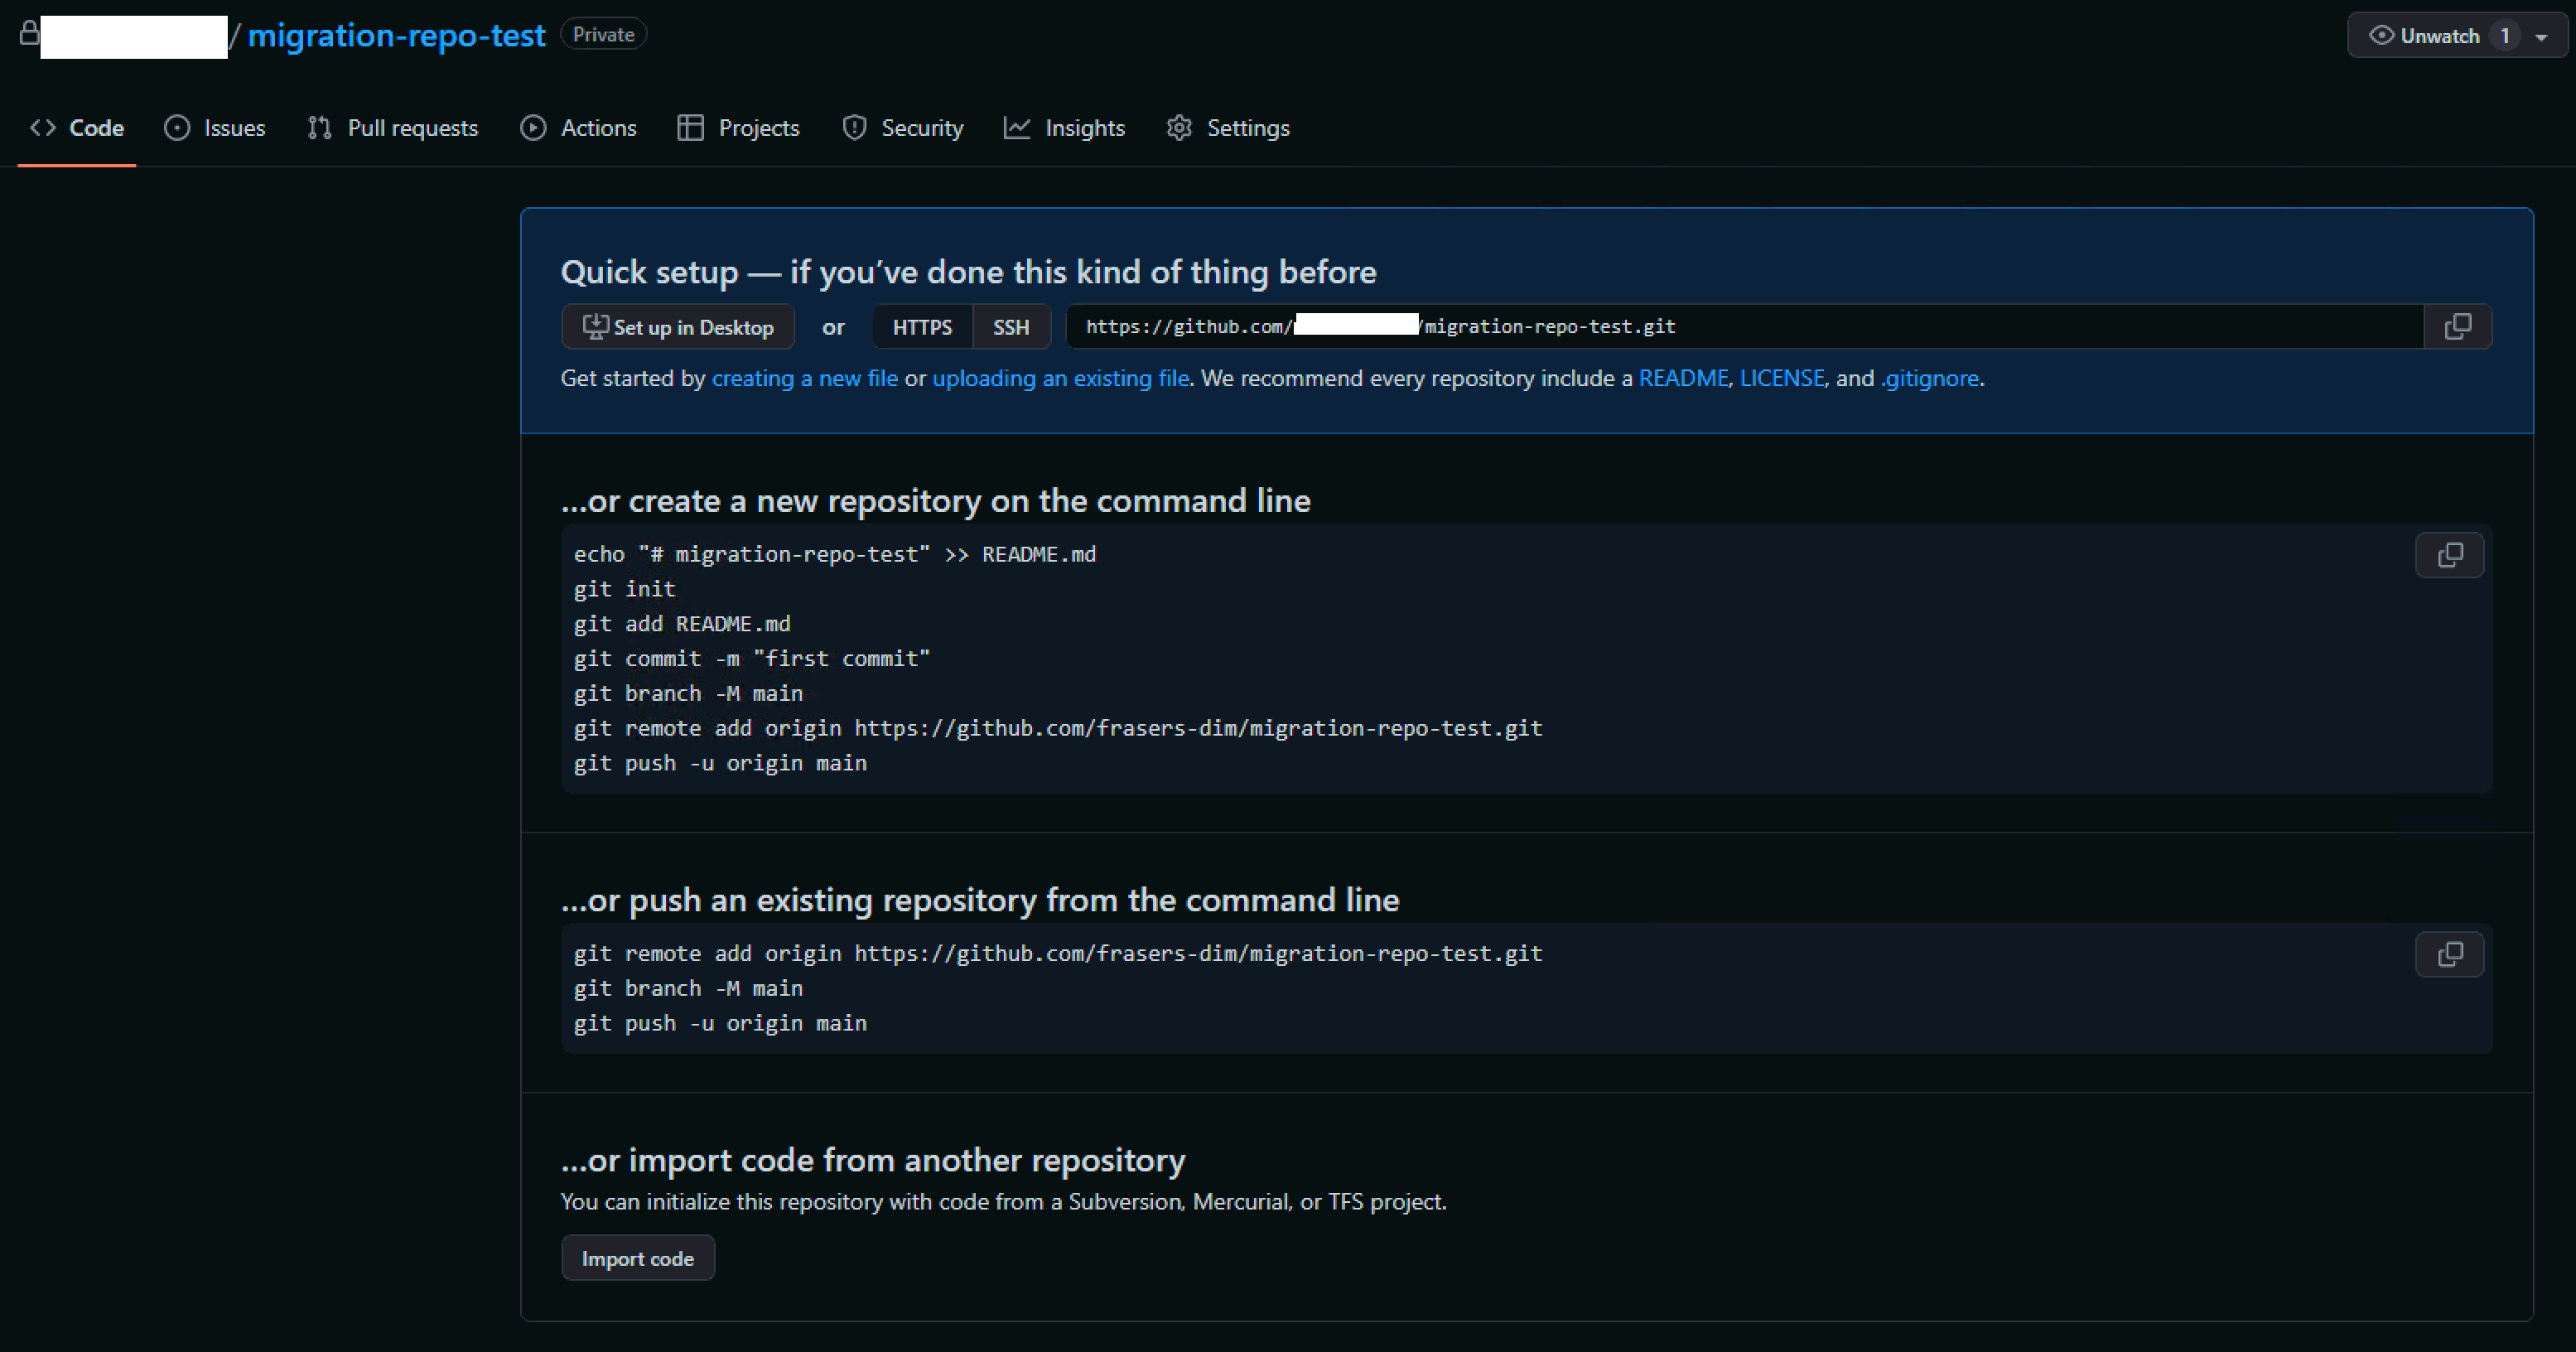 / migration-repo-test Private
Unwatch 1
Code Issues Pull requests Actions Projects Security Insights Settings
Quick setup — if you’ve done this kind of thing before
Set up in Desktop or HTTPS SSH https://github.com/ /migration-repo-test.git
Get started by creating a new file or uploading an existing file. We recommend every repository include a README, LICENSE, and .gitignore.
…or create a new repository on the command line
echo "# migration-repo-test" >> README.md
git init
git add README.md
git commit -m "first commit"
git branch -M main
git remote add origin https://github.com/frasers-dim/migration-repo-test.git
git push -u origin main
…or push an existing repository from the command line
git remote add origin https://github.com/frasers-dim/migration-repo-test.git
git branch -M main
git push -u origin main
…or import code from another repository
You can initialize this repository with code from a Subversion, Mercurial, or TFS project.
Import code